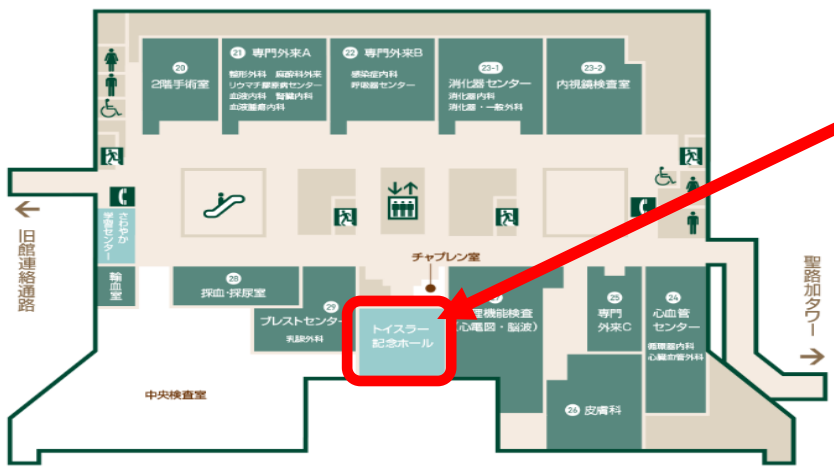 20
2階手術室
21 専門外来A
整形外科 麻酔科外来
リウマチ膠原病センター
血液内科 腎臓内科
血液腫瘍内科
22 専門外来B
感染症内科
呼吸器センター
23-1
消化器センター
消化器内科
消化器・一般外科
23-2
内視鏡検査室
←
旧館連絡通路
さわやか
学習センター
輸血室
28
採血・採尿室
29
ブレストセンター
乳腺外科
チャプレン室
トイスラー
記念ホール
理機能検査
(心電図・脳波)
25
専門
外来C
24
心血管
センター
循環器内科
心臓血管外科
26 皮膚科
中央検査室
聖路加タワー
→